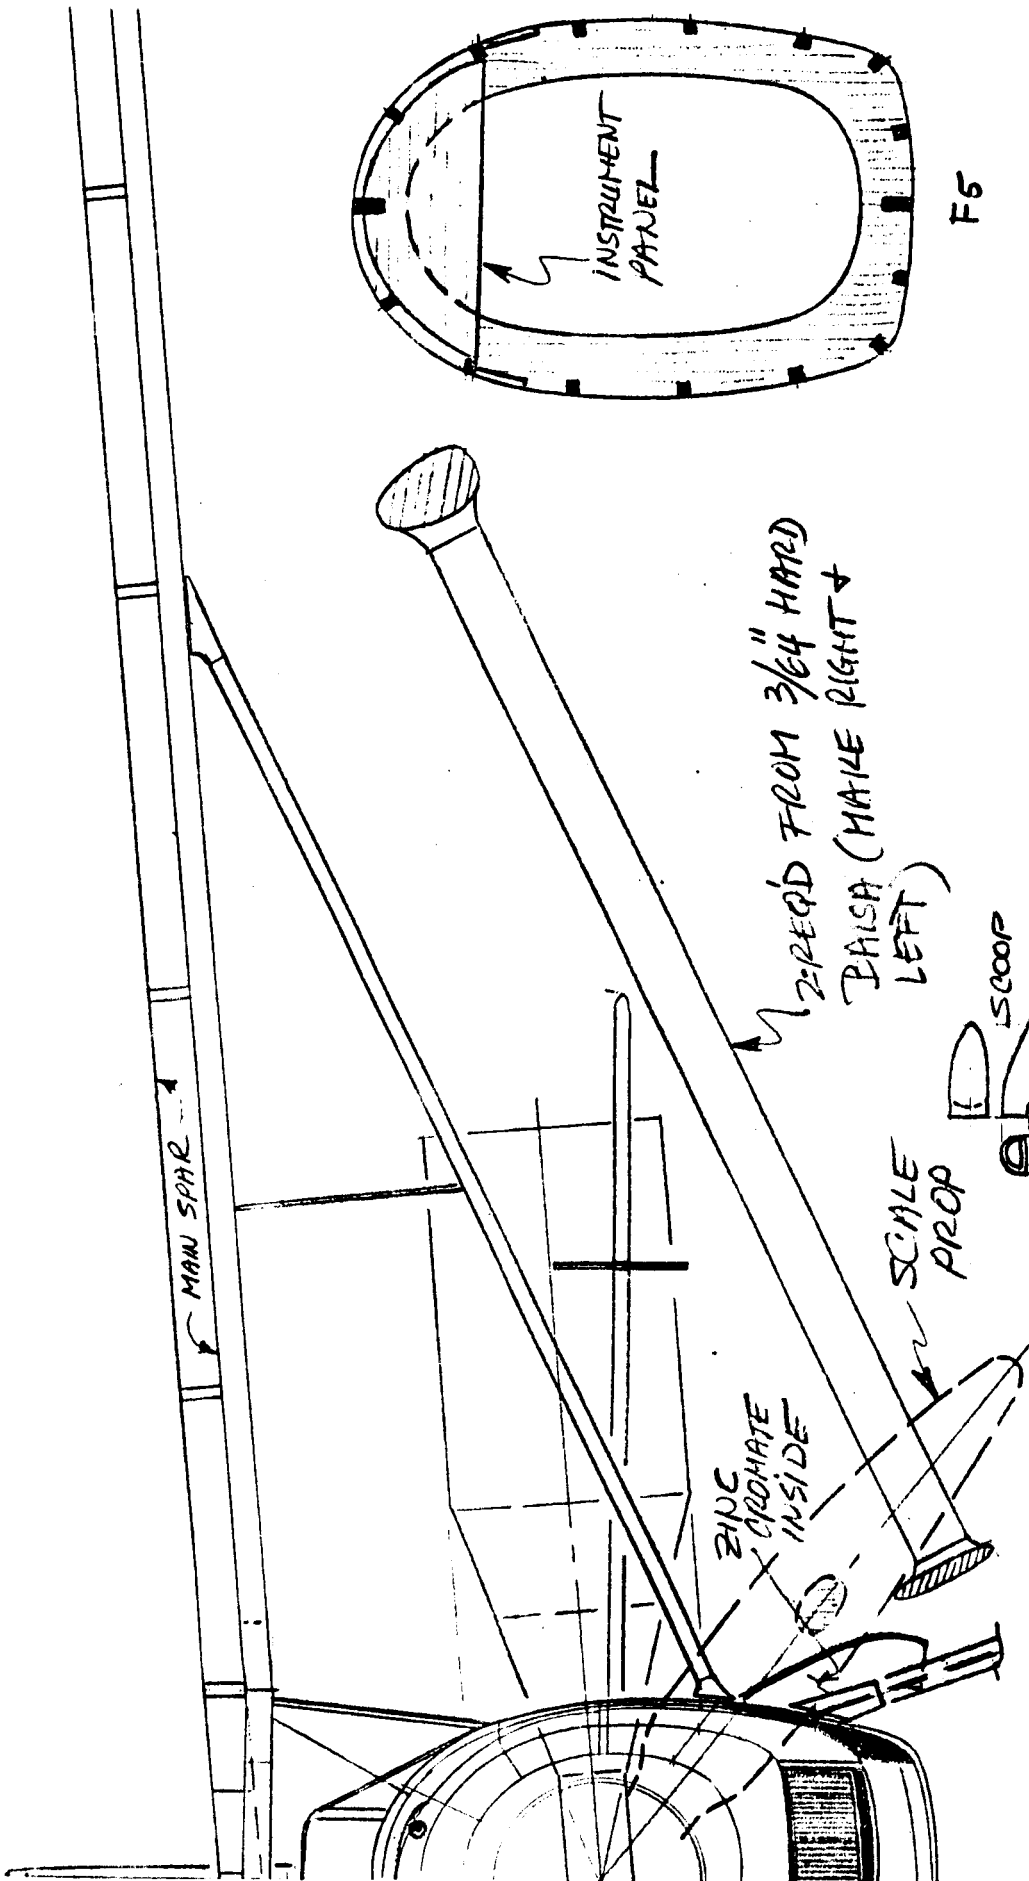 INSTRUMENT
PANEL
F5
MAIN SPAR
2-REQ'D FROM 3/64" HARD
BALSA (MAKE RIGHT &
LEFT)
SCOOP
SCALE
PROP
ZINC
CROMATE
INSIDE